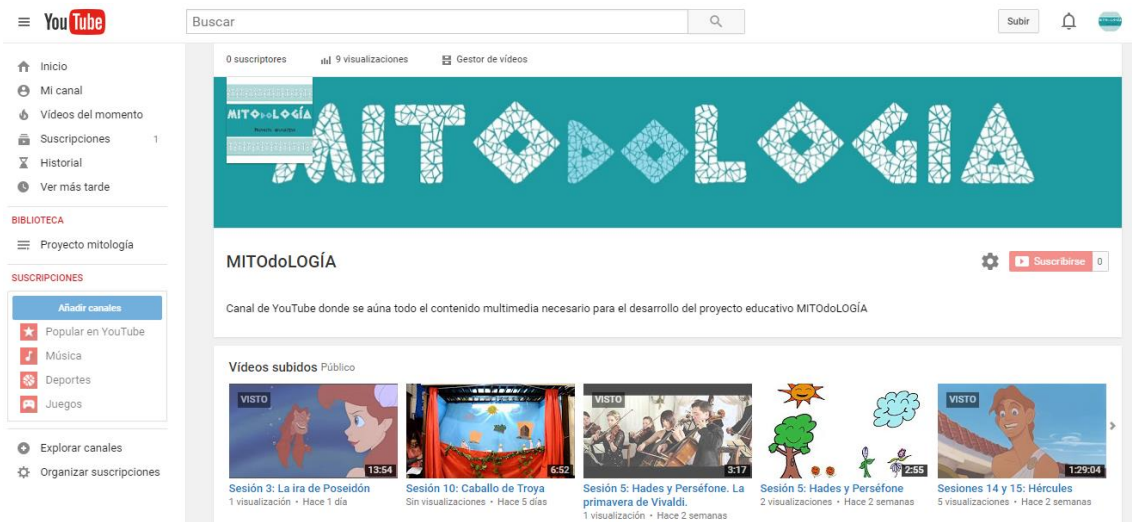 YouTube
Buscar
Subir
Inicio
Mi canal
Vídeos del momento
Suscripciones 1
Historial
Ver más tarde
BIBLIOTECA
Proyecto mitología
SUSCRIPCIONES
Añadir canales
Popular en YouTube
Música
Deportes
Juegos
Explorar canales
Organizar suscripciones
0 suscriptores 9 visualizaciones Gestor de vídeos
MITODOLOGÍA
MITODOLOGIA
MITOdoLOGÍA
Suscribirse 0
Canal de YouTube donde se aúna todo el contenido multimedia necesario para el desarrollo del proyecto educativo MITOdoLOGÍA
Vídeos subidos Público
VISTO
13:54
Sesión 3: La ira de Poseidón
1 visualización • Hace 1 día
6:52
Sesión 10: Caballo de Troya
Sin visualizaciones • Hace 5 días
VISTO
3:17
Sesión 5: Hades y Perséfone. La
primavera de Vivaldi.
1 visualización • Hace 2 semanas
2:55
Sesión 5: Hades y Perséfone
2 visualizaciones • Hace 2 semanas
VISTO
1:29:04
Sesiones 14 y 15: Hércules
5 visualizaciones • Hace 2 semanas